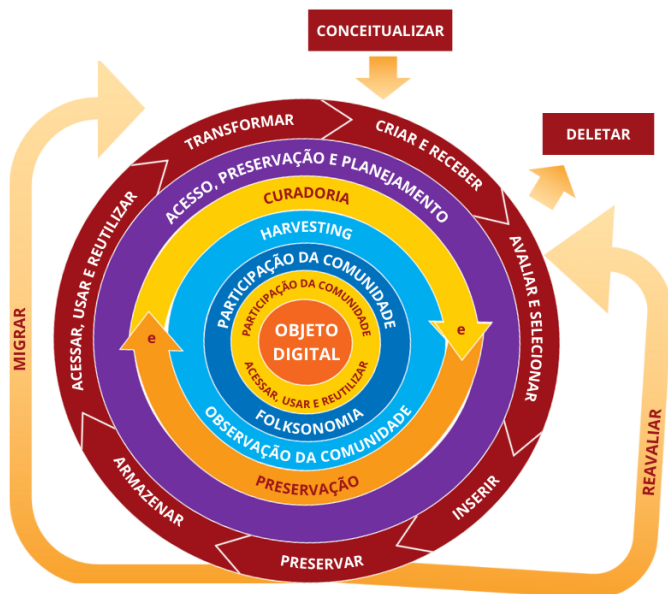 CONCEITUALIZAR
DELETAR
TRANSFORMAR
CRIAR E RECEBER
AVALIAR E SELECIONAR
INSERIR
PRESERVAR
ARMAZENAR
ACESSAR, USAR E REUTILIZAR
MIGRAR
REAVALIAR
ACESSO, PRESERVAÇÃO E PLANEJAMENTO
CURADORIA
e
PRESERVAÇÃO
e
HARVESTING
OBSERVAÇÃO DA COMUNIDADE
PARTICIPAÇÃO DA COMUNIDADE
FOLKSONOMIA
PARTICIPAÇÃO DA COMUNIDADE
ACESSAR, USAR E REUTILIZAR
OBJETO
DIGITAL